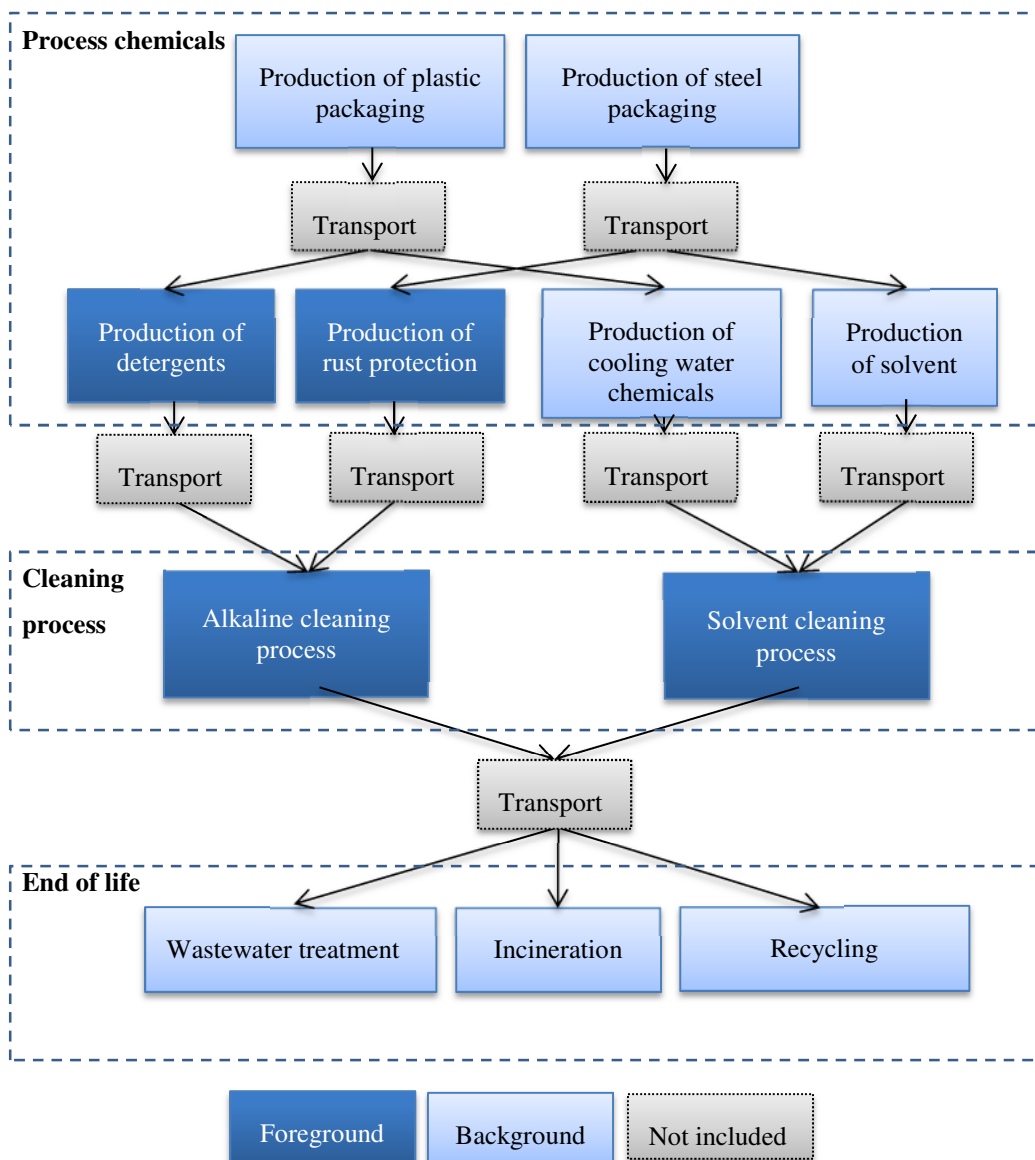 Process chemicals
Production of plastic
packaging
Production of steel
packaging
Transport
Transport
Production of
detergents
Production of
rust protection
Production of
cooling water
chemicals
Production
of solvent
Transport
Transport
Transport
Transport
Cleaning
process
Alkaline cleaning
process
Solvent cleaning
process
Transport
End of life
Wastewater treatment
Incineration
Recycling
Foreground
Background
Not included